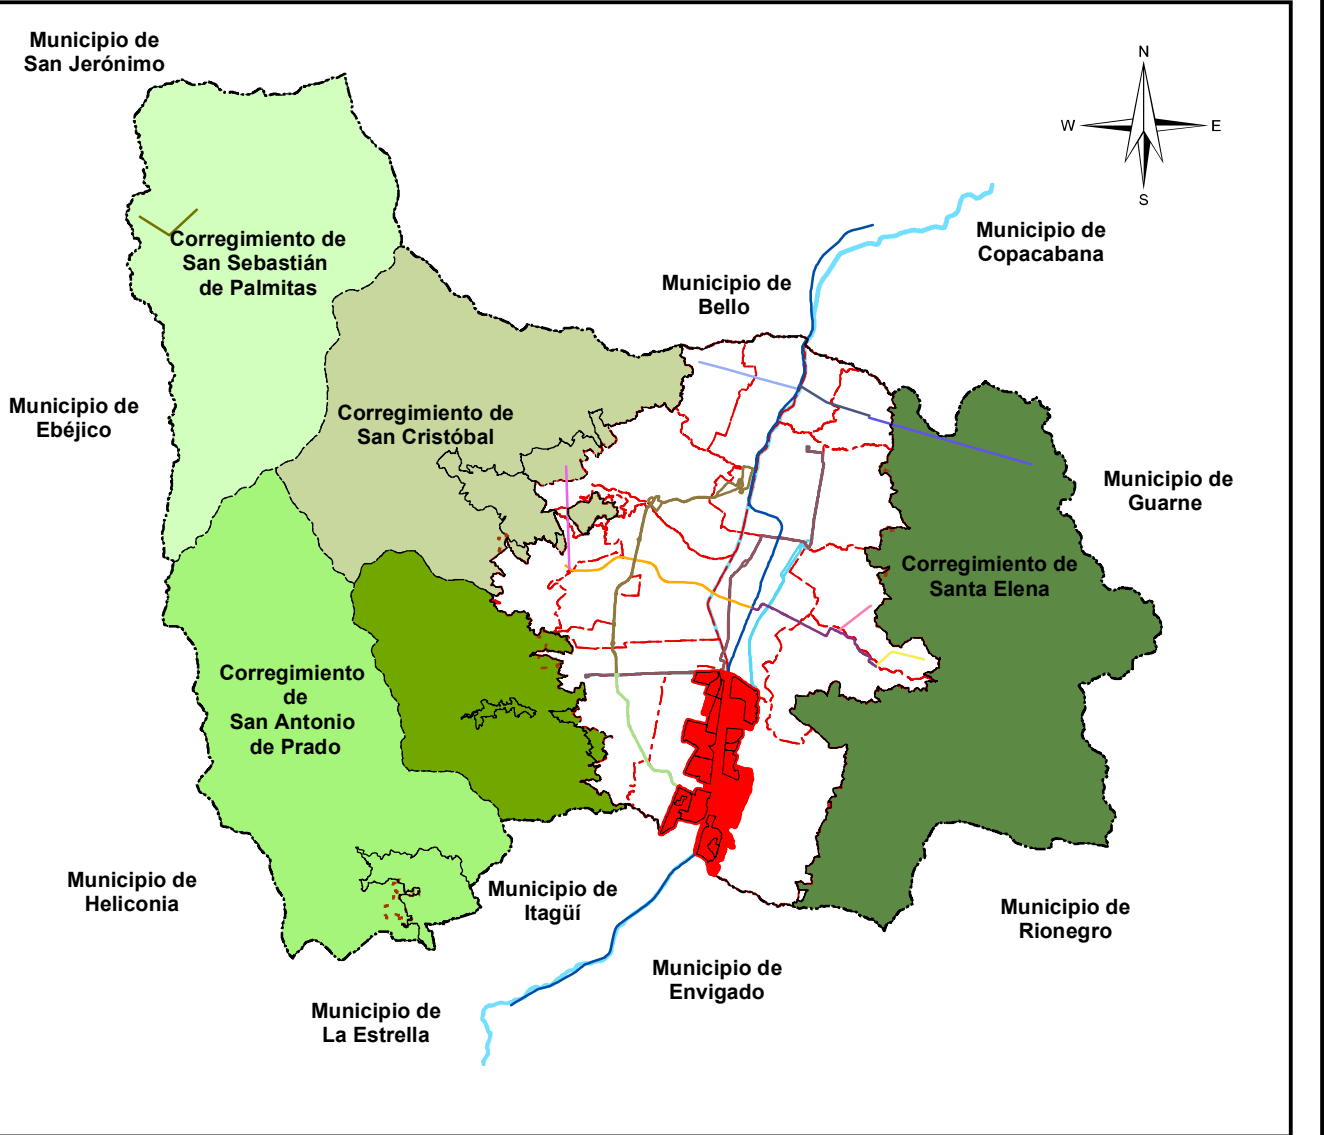 Municipio de
San Jerónimo
N
W
E
S
Corregimiento de
San Sebastián
de Palmitas
Municipio de
Copacabana
Municipio de
Bello
Municipio de
Ebéjico
Corregimiento de
San Cristóbal
Municipio de
Guarne
Corregimiento de
Santa Elena
Corregimiento
de
San Antonio
de Prado
Municipio de
Heliconia
Municipio de
Itagüí
Municipio de
Rionegro
Municipio de
Envigado
Municipio de
La Estrella